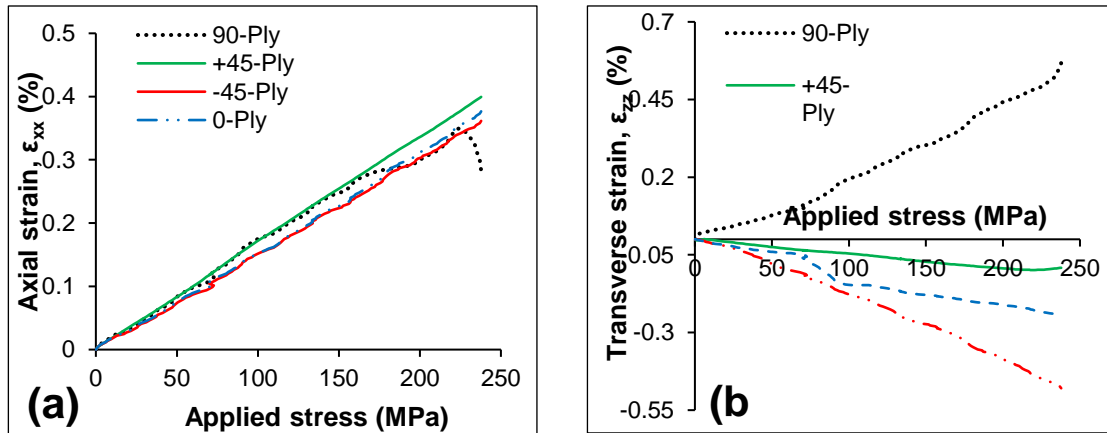 0.5
0.4
0.3
0.2
0.1
0
Axial strain, εxx (%)
90-Ply
+45-Ply
-45-Ply
0-Ply
0 50 100 150 200 250
Applied stress (MPa)
(a)
0.7
0.45
0.2
0.05
-0.3
-0.55
Transverse strain, εzz (%)
90-Ply
+45-
Ply
Applied stress (MPa)
0 50 100 150 200 250
(b